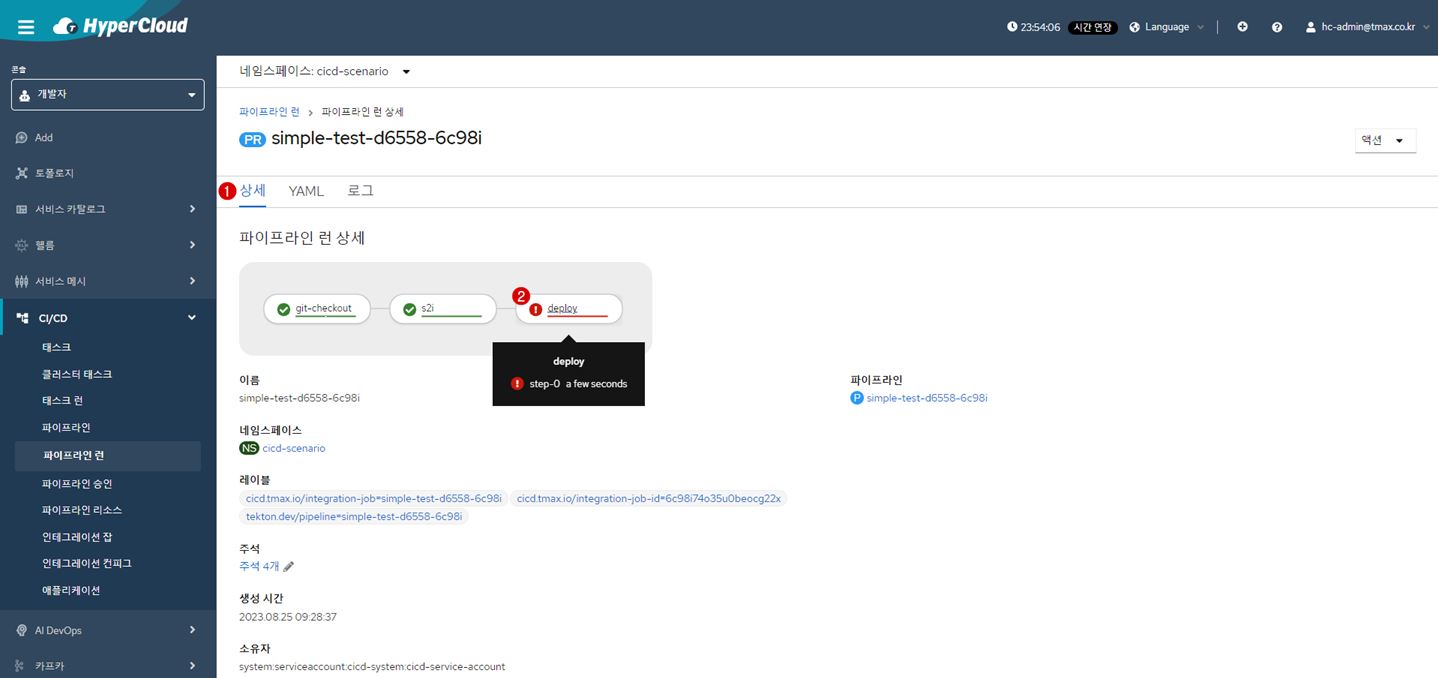 HyperCloud
23:54:06 시간 연장 Language hc-admin@tmax.co.kr
콘솔
개발자
Add
토폴로지
서비스 카탈로그
헬름
서비스 메시
CI/CD
태스크
클러스터 태스크
태스크 런
파이프라인
파이프라인 런
파이프라인 승인
파이프라인 리소스
인테그레이션 잡
인테그레이션 컨피그
애플리케이션
AI DevOps
카프카
네임스페이스: cicd-scenario
파이프라인 런 > 파이프라인 런 상세
PR simple-test-d6558-6c98i
액션
1 상세 YAML 로그
파이프라인 런 상세
git-checkout s2i 2 deploy
deploy
step-0 a few seconds
이름
simple-test-d6558-6c98i
파이프라인
P simple-test-d6558-6c98i
네임스페이스
NS cicd-scenario
레이블
cicd.tmax.io/integration-job=simple-test-d6558-6c98i cicd.tmax.io/integration-job-id=6c98i74o35u0beocg22x
tekton.dev/pipeline=simple-test-d6558-6c98i
주석
주석 4개
생성 시간
2023.08.25 09:28:37
소유자
system:serviceaccount:cicd-system:cicd-service-account